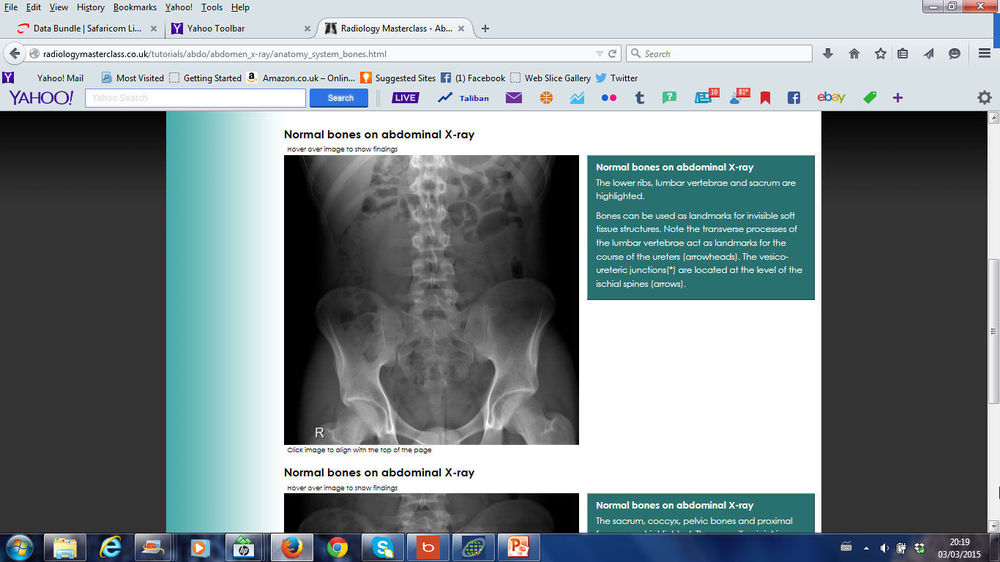 File Edit View History Bookmarks Yahoo! Tools Help
Data Bundle | Safaricom Li...
Yahoo Toolbar
Radiology Masterclass - Ab...
radiologymasterclass.co.uk/tutorials/abdo/abdomen_x-ray/anatomy_system_bones.html
Search
Yahoo! Mail Most Visited Getting Started Amazon.co.uk – Onlin... Suggested Sites (1) Facebook Web Slice Gallery Twitter
YAHOO! Yahoo Search Search LIVE Taliban 10 81° ebay
Normal bones on abdominal X-ray
Hover over image to show findings
R
Click image to align with the top of the page
Normal bones on abdominal X-ray
The lower ribs, lumbar vertebrae and sacrum are
highlighted.
Bones can be used as landmarks for invisible soft
tissue structures. Note the transverse processes of
the lumbar vertebrae act as landmarks for the
course of the ureters (arrowheads). The vesico-
ureteric junctions(*) are located at the level of the
ischial spines (arrows).
Normal bones on abdominal X-ray
Hover over image to show findings
Normal bones on abdominal X-ray
The sacrum, coccyx, pelvic bones and proximal
20:19
03/03/2015